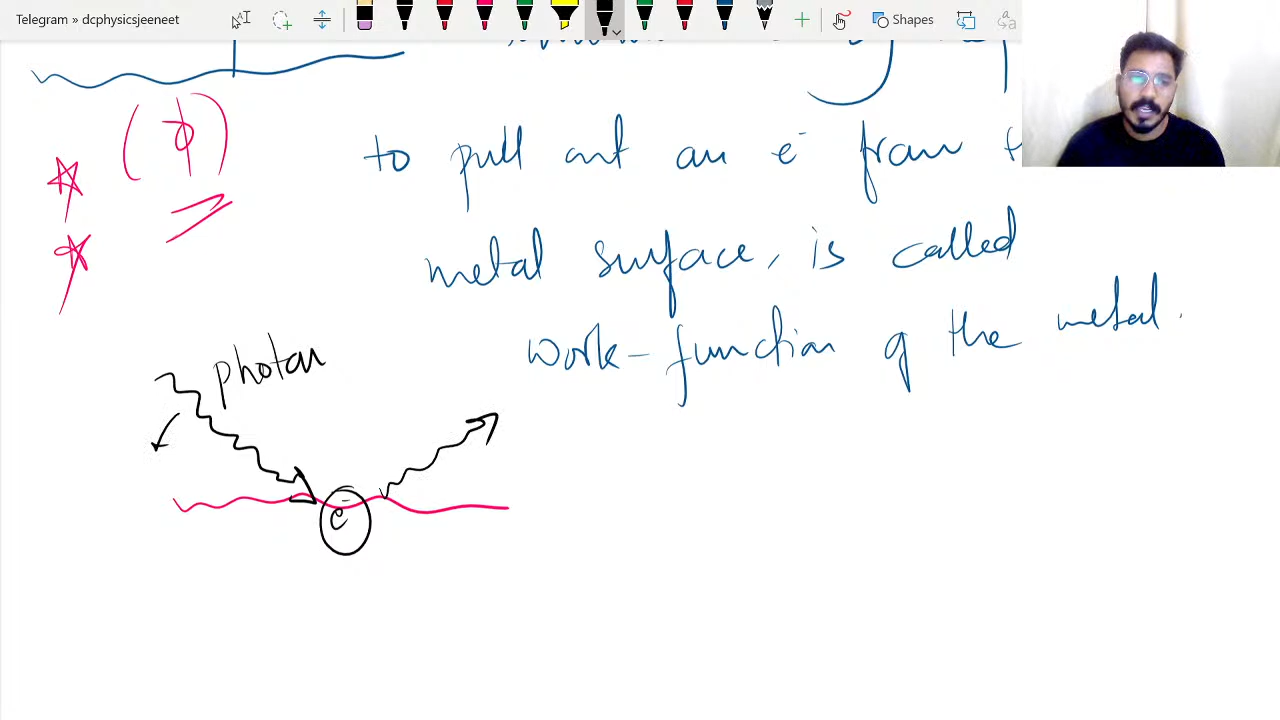 Telegram » dcphysicsjeeneet
Shapes
(φ)
to pull out an e⁻ from
metal surface, is called
work-function of the metal.
photon
e⁻